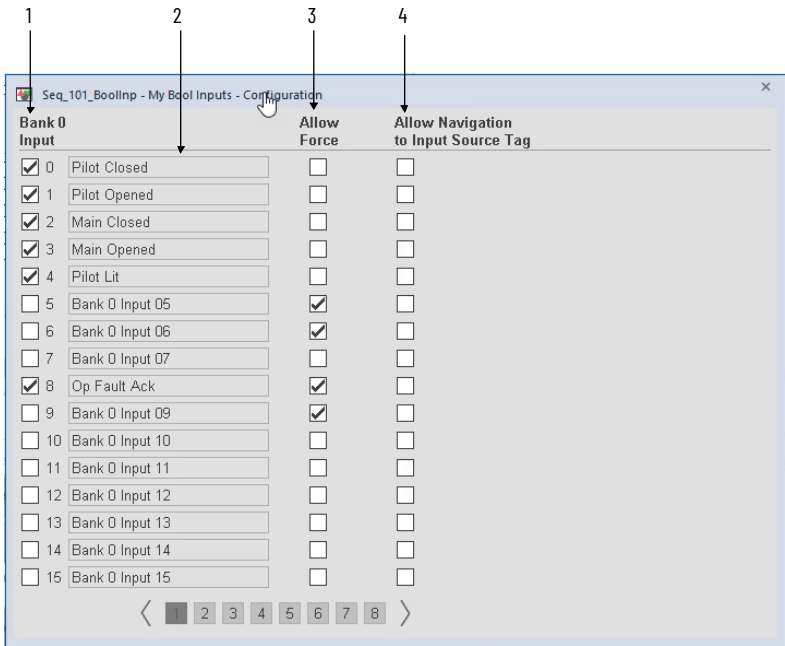 1 2 3 4
Seq_101_BoolInp - My Bool Inputs - Configuration
Bank 0 Allow Allow Navigation
Input Force to Input Source Tag
0 Pilot Closed
1 Pilot Opened
2 Main Closed
3 Main Opened
4 Pilot Lit
5 Bank 0 Input 05
6 Bank 0 Input 06
7 Bank 0 Input 07
8 Op Fault Ack
9 Bank 0 Input 09
10 Bank 0 Input 10
11 Bank 0 Input 11
12 Bank 0 Input 12
13 Bank 0 Input 13
14 Bank 0 Input 14
15 Bank 0 Input 15
1 2 3 4 5 6 7 8